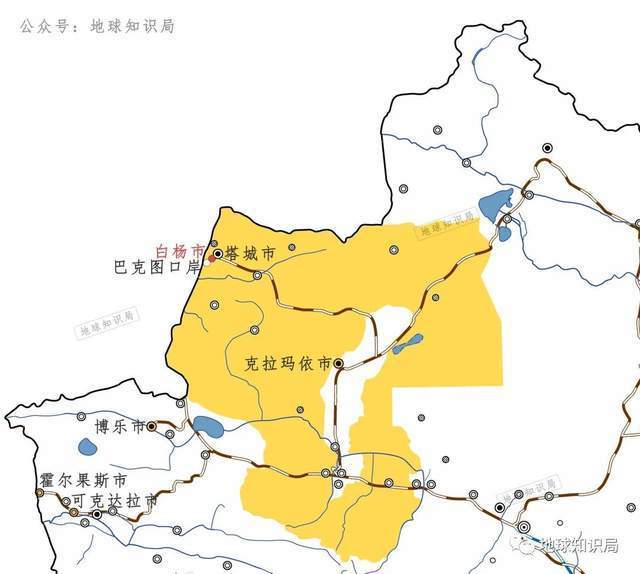 公众号：地球知识局
地球知识局
白杨市
塔城市
巴克图口岸
地球知识局
克拉玛依市
博乐市
霍尔果斯市
可克达拉市
地球知识局
地球知识局